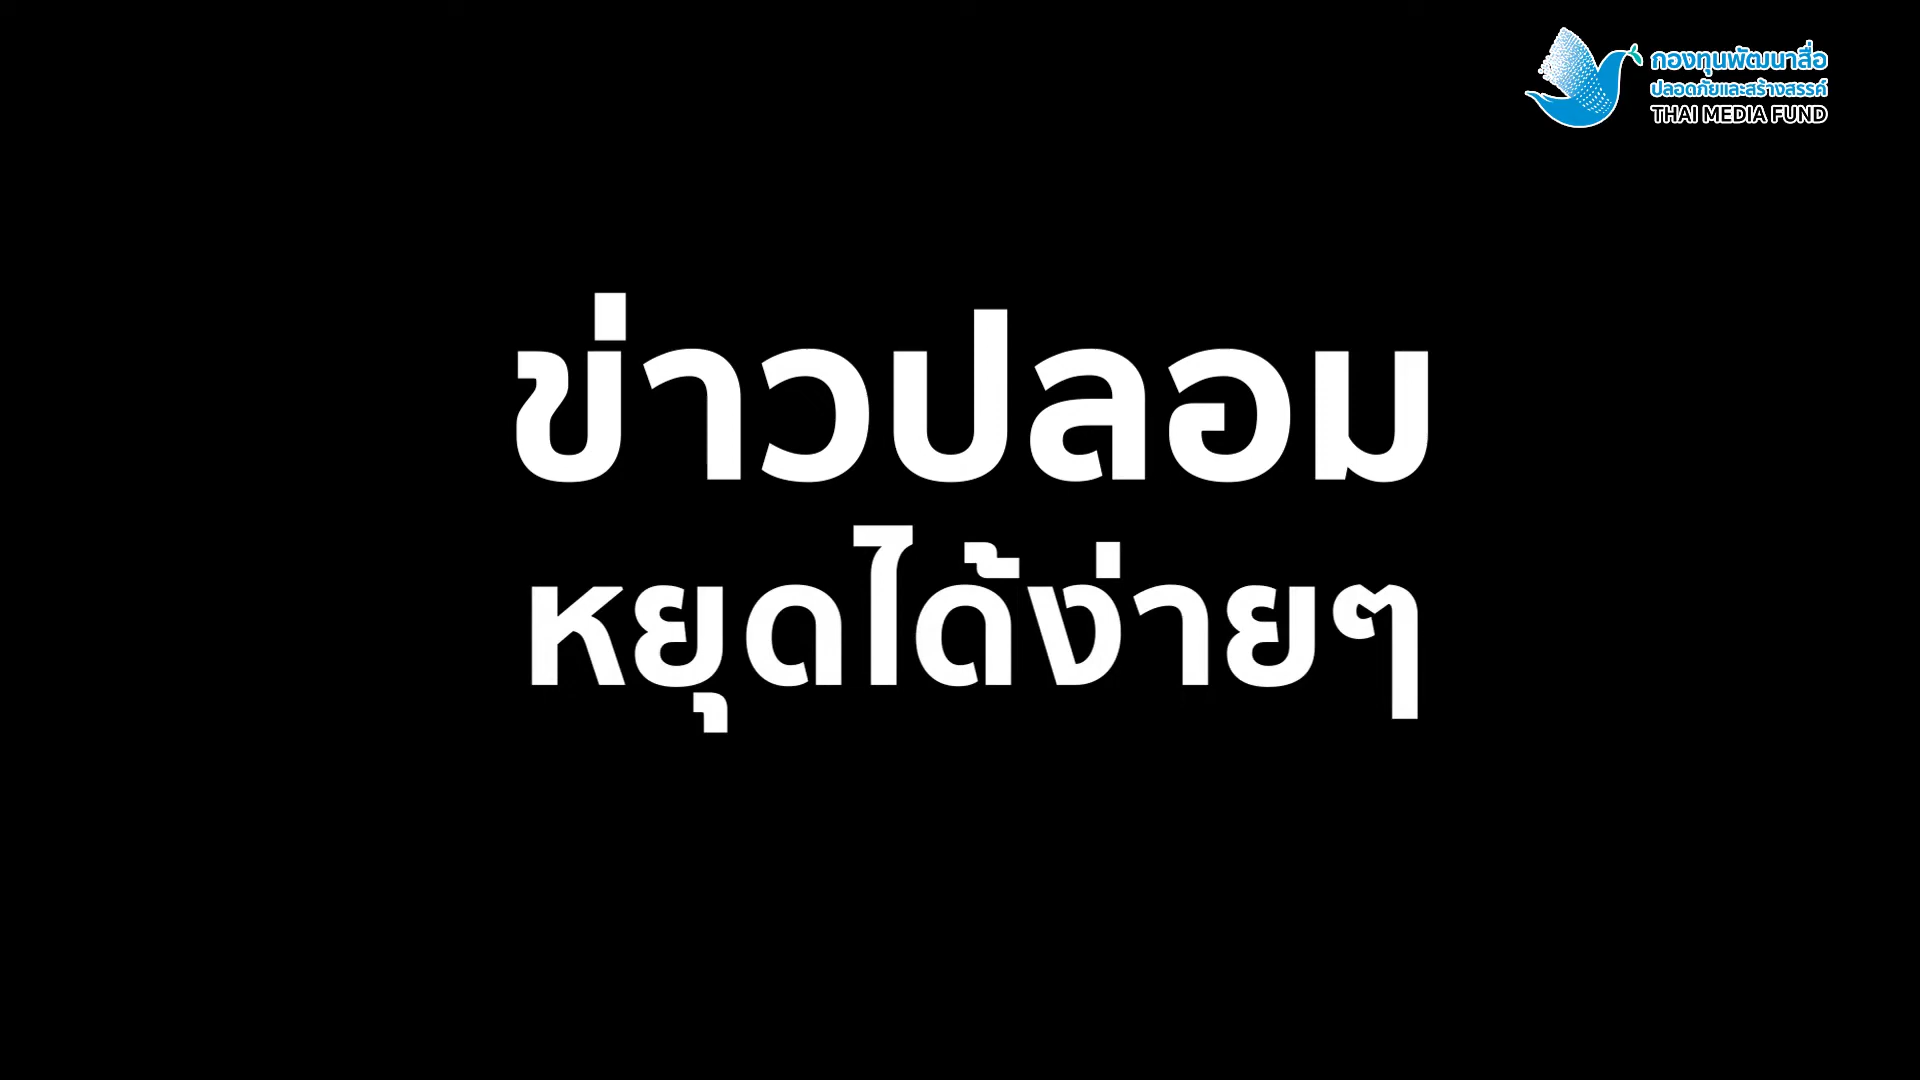 กองทุนพัฒนาสื่อ
ปลอดภัยและสร้างสรรค์
THAI MEDIA FUND
ข่าวปลอม
หยุดได้ง่ายๆ